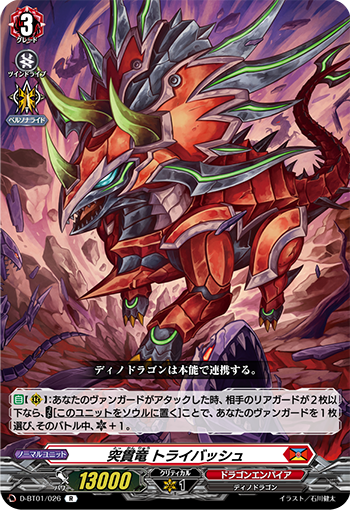 3
グレード
ツインドライブ
ペルソナライド
ディノドラゴンは本能で連携する。
【自】【(R)】:あなたのヴァンガードがアタックした時、相手のリアガードが2枚以
下なら、【コスト】[このユニットをソウルに置く]ことで、あなたのヴァンガードを1枚
選び、そのバトル中、+1。
ノーマルユニット
突貫竜 トライバッシュ
パワー 13000
クリティカル 1
ドラゴンエンパイア
ディノドラゴン
D-BT01/026 R
イラスト/石川健太